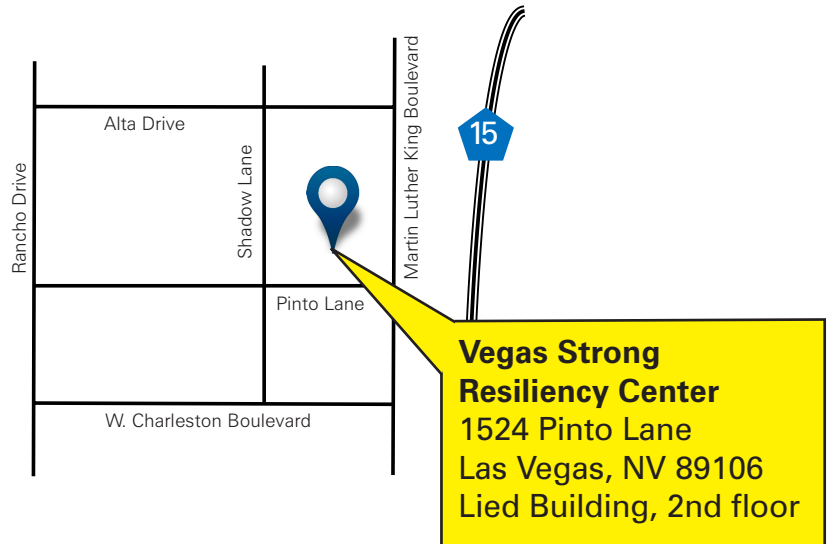 Alta Drive
15
Rancho Drive
Shadow Lane
Martin Luther King Boulevard
Pinto Lane
W. Charleston Boulevard
Vegas Strong
Resiliency Center
1524 Pinto Lane
Las Vegas, NV 89106
Lied Building, 2nd floor